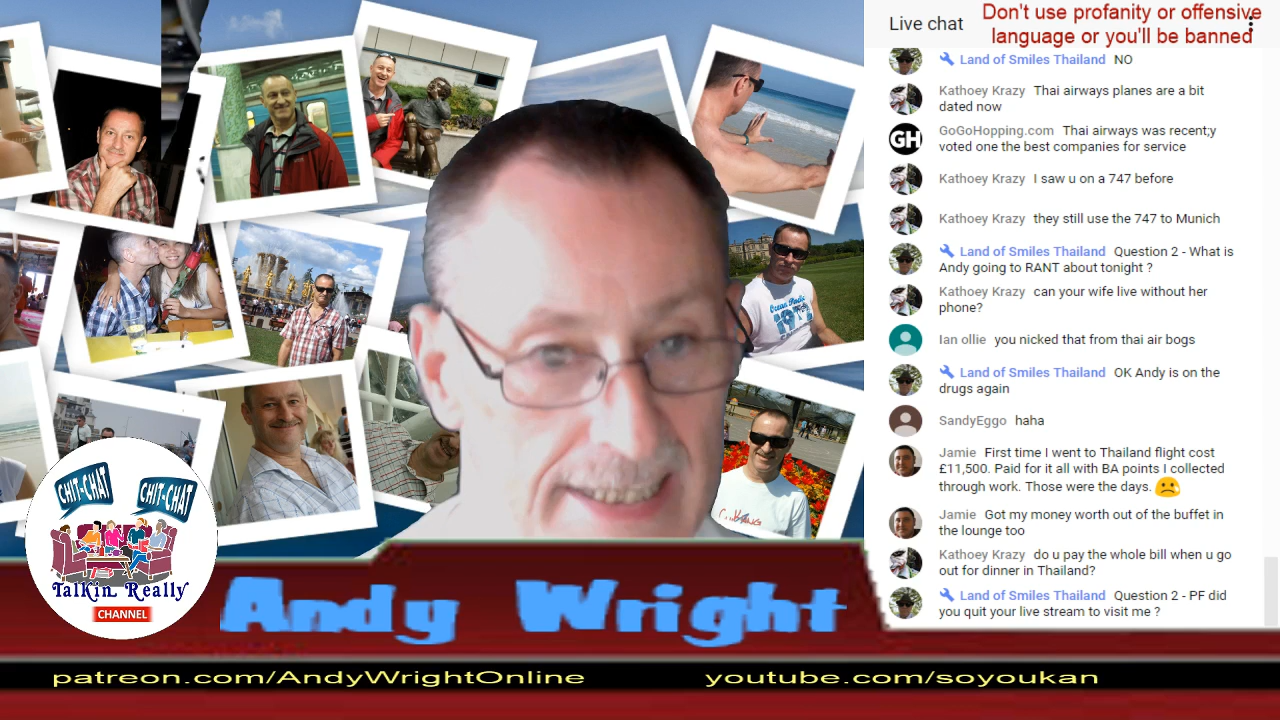 Live chat
Don't use profanity or offensive
language or you'll be banned
Land of Smiles Thailand NO
Kathoey Krazy Thai airways planes are a bit
dated now
GH
GoGoHopping.com Thai airways was recent;y
voted one the best companies for service
Kathoey Krazy I saw u on a 747 before
Kathoey Krazy they still use the 747 to Munich
Land of Smiles Thailand Question 2 - What is
Andy going to RANT about tonight ?
Kathoey Krazy can your wife live without her
phone?
Ian ollie you nicked that from thai air bogs
Land of Smiles Thailand OK Andy is on the
drugs again
SandyEggo haha
Jamie First time I went to Thailand flight cost
£11,500. Paid for it all with BA points I collected
through work. Those were the days.
Jamie Got my money worth out of the buffet in
the lounge too
Kathoey Krazy do u pay the whole bill when u go
out for dinner in Thailand?
Land of Smiles Thailand Question 2 - PF did
you quit your live stream to visit me ?
CHIT-CHAT
CHIT-CHAT
Talkin Really
CHANNEL
Andy Wright
patreon.com/AndyWrightOnline
youtube.com/soyoukan